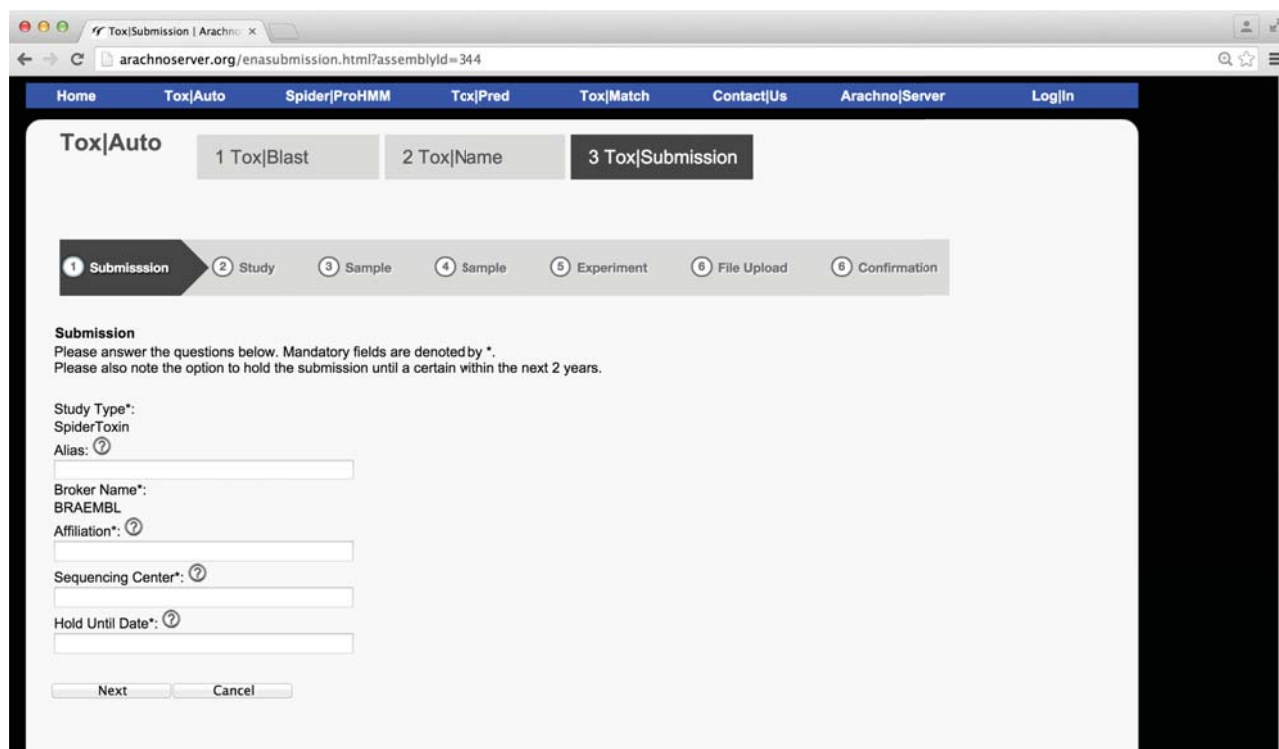 Tox|Submission | Arachno
arachnoserver.org/enasubmission.html?assemblyId=344
Home Tox|Auto Spider|ProHMM Tox|Pred Tox|Match Contact|Us Arachno|Server Log|In
Tox|Auto
1 Tox|Blast 2 Tox|Name 3 Tox|Submission
1 Submisssion 2 Study 3 Sample 4 Sample 5 Experiment 6 File Upload 6 Confirmation
Submission
Please answer the questions below. Mandatory fields are denoted by *.
Please also note the option to hold the submission until a certain within the next 2 years.
Study Type*:
SpiderToxin
Alias: ?
Broker Name*:
BRAEMBL
Affiliation*: ?
Sequencing Center*: ?
Hold Until Date*: ?
Next Cancel